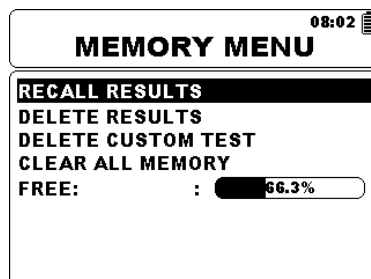 08:02
MEMORY MENU
RECALL RESULTS
DELETE RESULTS
DELETE CUSTOM TEST
CLEAR ALL MEMORY
FREE: : 66.3%